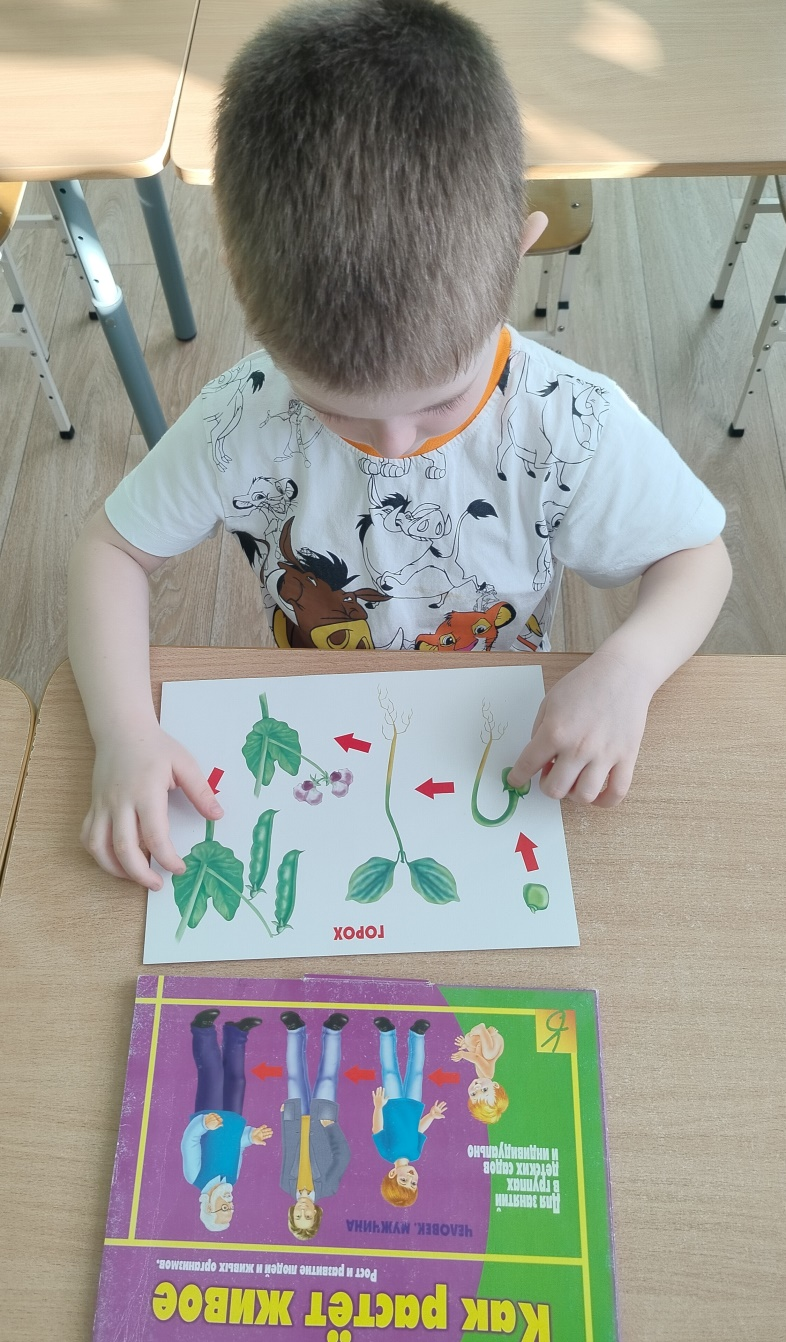 ГОРОХ
Как растёт живое
Рост и развитие людей и живых организмов.
ЧЕЛОВЕК. МУЖЧИНА
Для занятий
в группах
детских садов
и индивидуально
Я